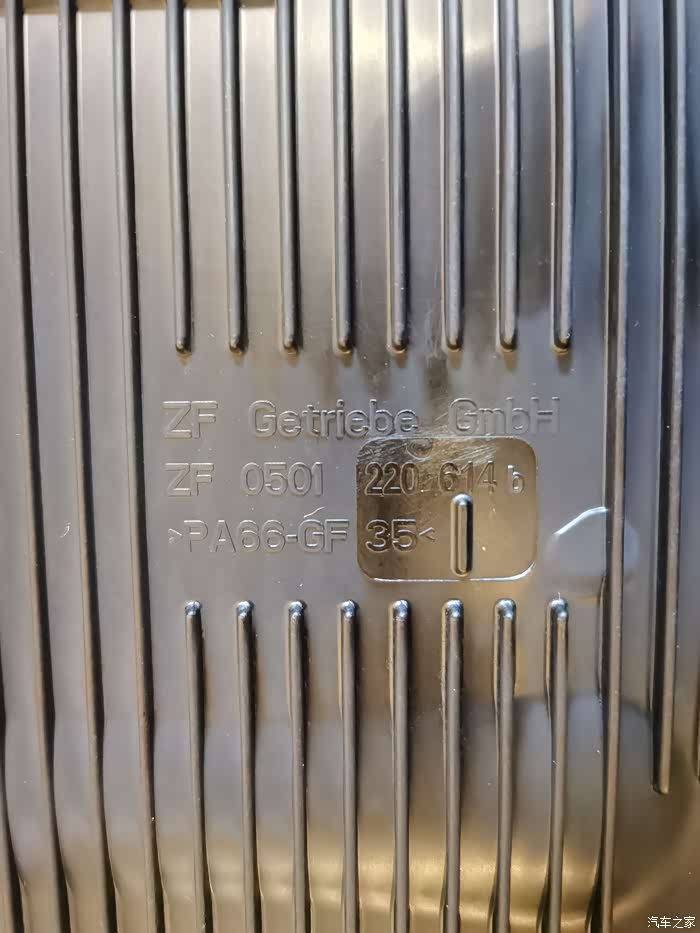 ZF Getriebe GmbH
ZF 0501 220 614 b
>PA66-GF 35<
汽车之家